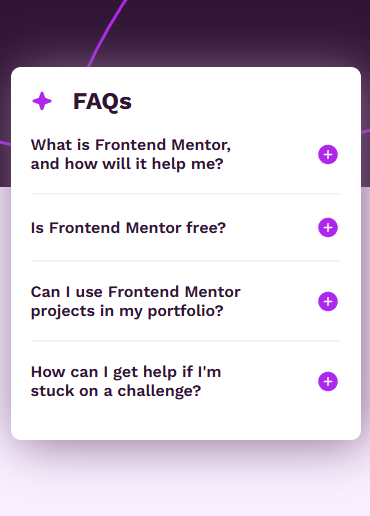 FAQs
What is Frontend Mentor,
and how will it help me?
Is Frontend Mentor free?
Can I use Frontend Mentor
projects in my portfolio?
How can I get help if I'm
stuck on a challenge?